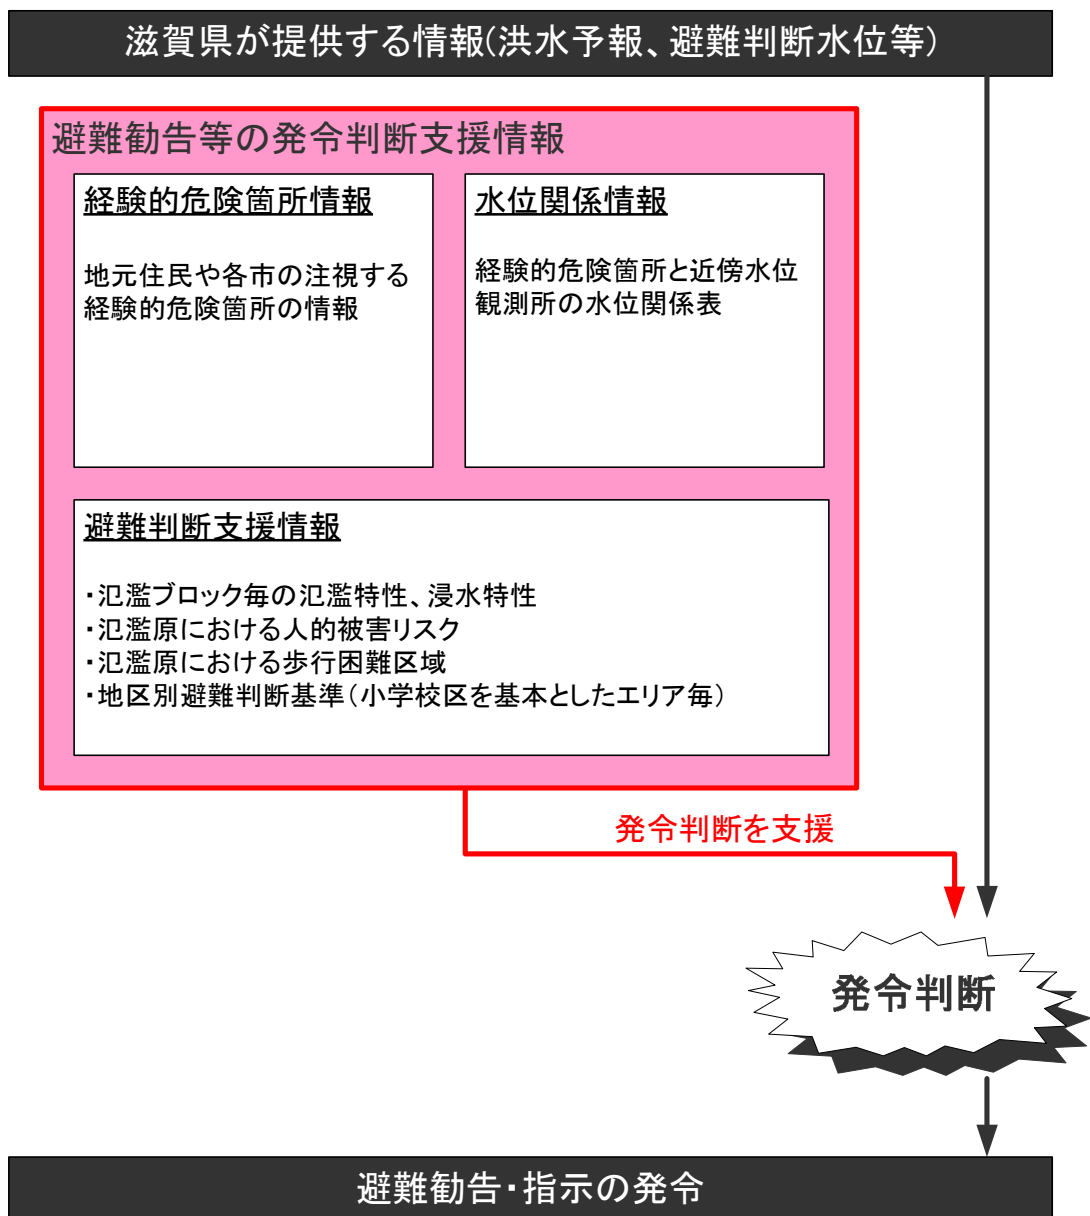 滋賀県が提供する情報(洪水予報、避難判断水位等)
避難勧告等の発令判断支援情報
経験的危険箇所情報
地元住民や各市の注視する
経験的危険箇所の情報
水位関係情報
経験的危険箇所と近傍水位
観測所の水位関係表
避難判断支援情報
・氾濫ブロック毎の氾濫特性、浸水特性
・氾濫原における人的被害リスク
・氾濫原における歩行困難区域
・地区別避難判断基準（小学校区を基本としたエリア毎）
発令判断を支援
発令判断
避難勧告・指示の発令